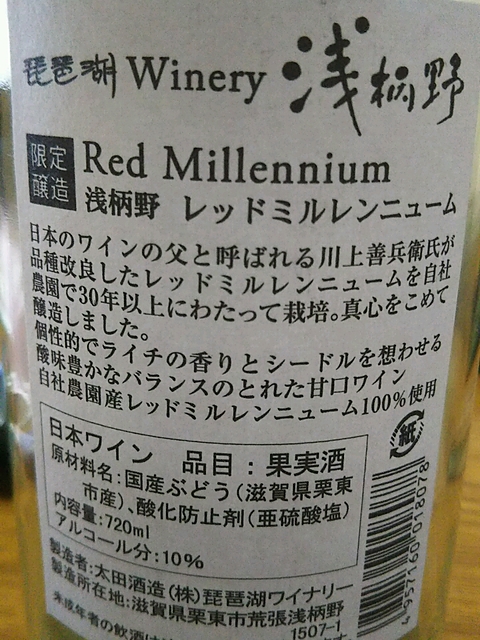 琵琶湖 Winery 浅柄野
限定醸造 Red Millennium
浅柄野 レッドミルレンニューム
日本のワインの父と呼ばれる川上善兵衛氏が
品種改良したレッドミルレンニュームを自社
農園で30年以上にわたって栽培。真心をこめて
醸造しました。
個性的でライチの香りとシードルを想わせる
酸味豊かなバランスのとれた甘口ワイン
自社農園産レッドミルレンニューム100%使用
日本ワイン 品目:果実酒
原材料名:国産ぶどう(滋賀県栗東
市産)、酸化防止剤(亜硫酸塩)
内容量:720ml
アルコール分:10%
紙
4957160018078
製造者:太田酒造(株)琵琶湖ワイナリー
製造所在地:滋賀県栗東市荒張浅柄野
1507-1
未成年者の飲酒は